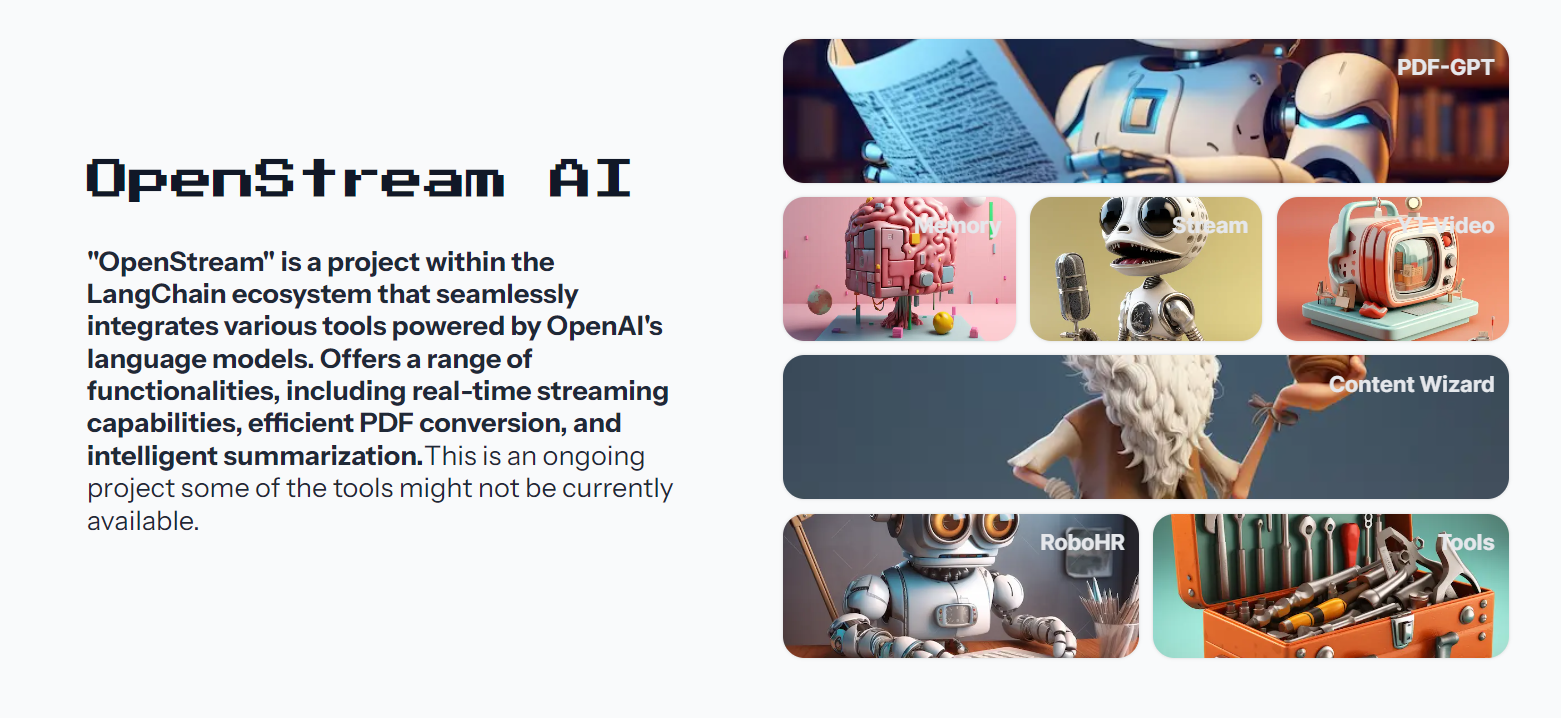 OpenStream AI
"OpenStream" is a project within the
LangChain ecosystem that seamlessly
integrates various tools powered by OpenAI's
language models. Offers a range of
functionalities, including real-time streaming
capabilities, efficient PDF conversion, and
intelligent summarization.This is an ongoing
project some of the tools might not be currently
available.
PDF-GPT
Memory
Stream
YT Video
Content Wizard
RoboHR
Tools